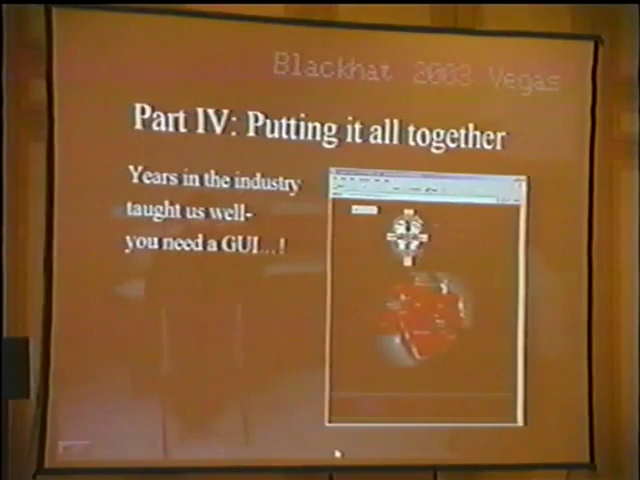 Blackhat 2003 Vegas
Part IV: Putting it all together
Years in the industry
taught us well-
you need a GUI...!